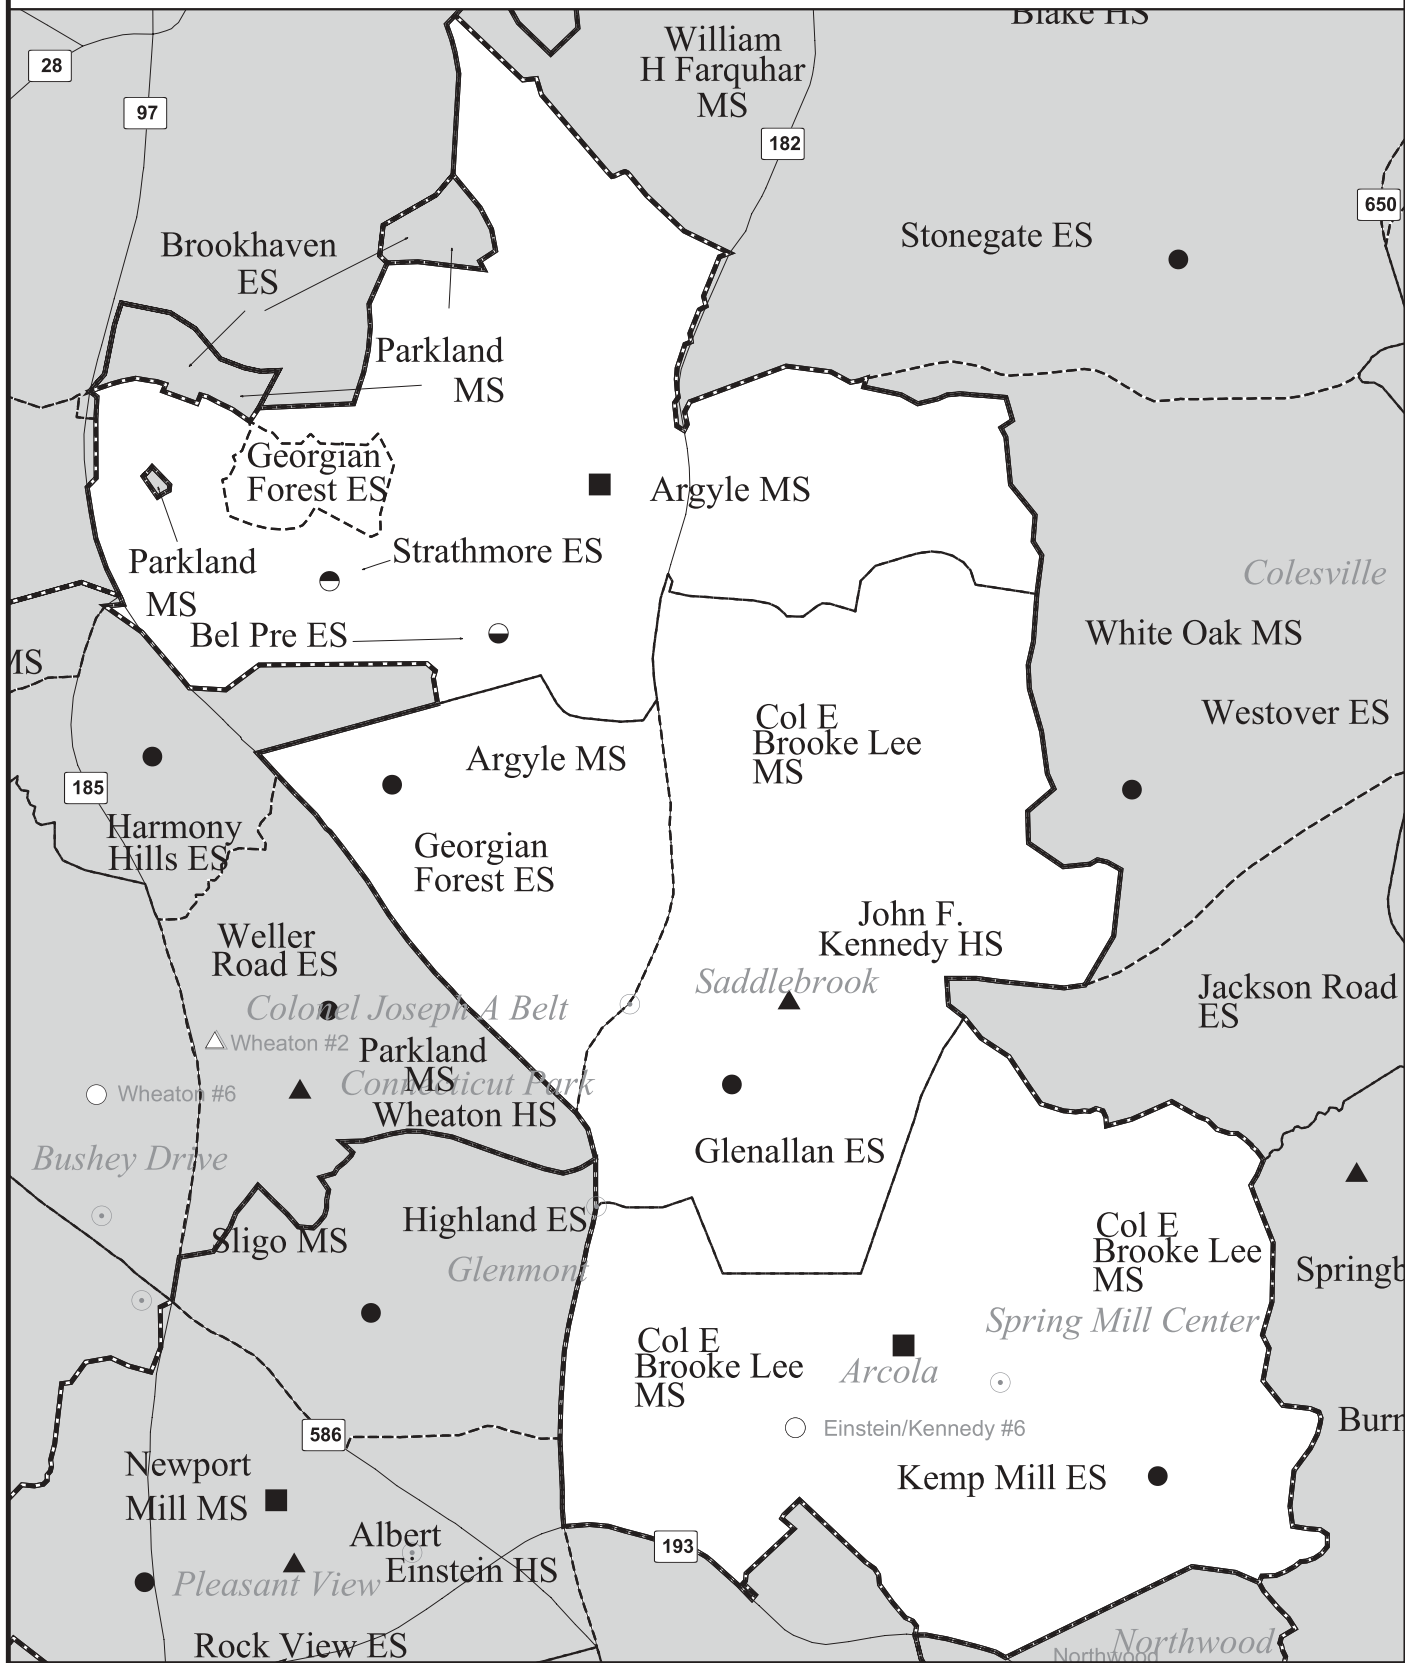 Blake HS
William
H Farquhar
MS
28
97
182
650
Stonegate ES
Brookhaven
ES
Parkland
MS
Georgian
Forest ES
Argyle MS
Strathmore ES
Parkland
MS
Bel Pre ES
Colesville
White Oak MS
MS
Westover ES
Col E
Brooke Lee
MS
Argyle MS
185
Harmony
Hills ES
Georgian
Forest ES
John F.
Kennedy HS
Weller
Road ES
Saddlebrook
Jackson Road
ES
Colonel Joseph A Belt
Wheaton #2
Parkland
MS
Connecticut Park
Wheaton #6
Wheaton HS
Glenallan ES
Bushey Drive
Highland ES
Sligo MS
Glenmont
Col E
Brooke Lee
MS
Springb
Spring Mill Center
Col E
Brooke Lee
MS
Arcola
Einstein/Kennedy #6
Burn
586
Newport
Mill MS
Kemp Mill ES
193
Albert
Einstein HS
Pleasant View
Rock View ES
Northwood
Northwood